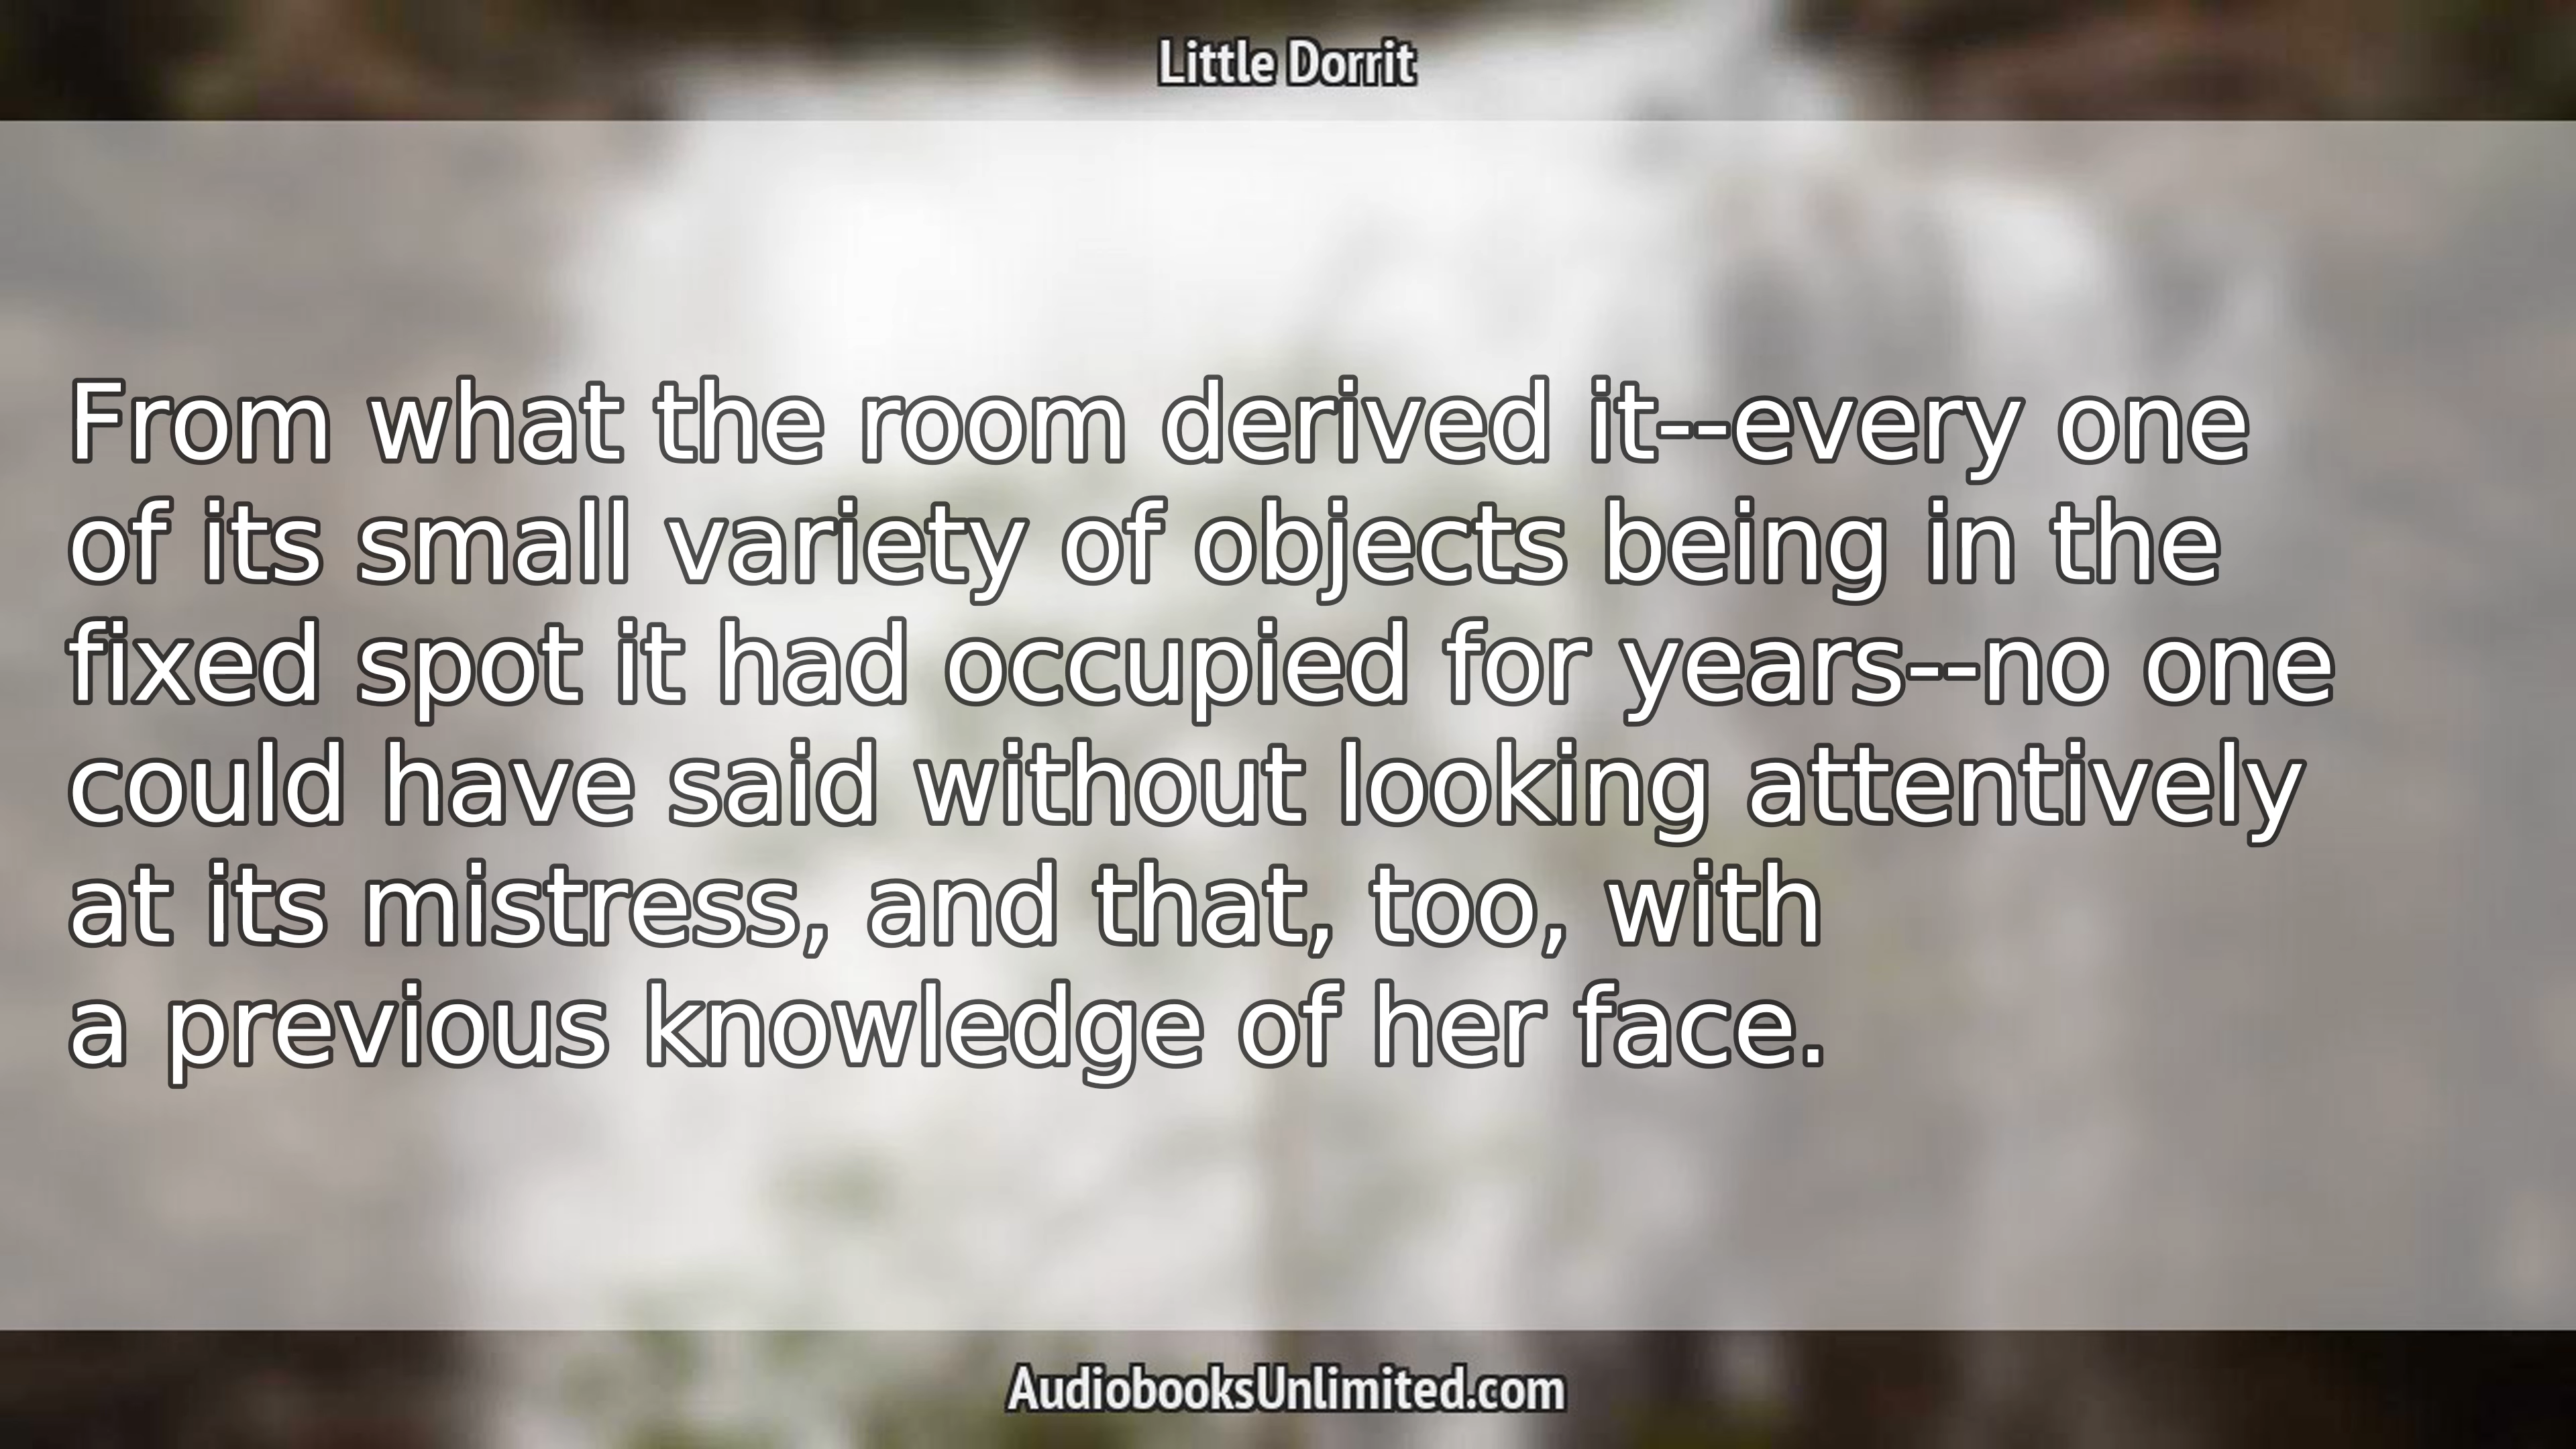 Little Dorrit
From what the room derived it--every one
of its small variety of objects being in the
fixed spot it had occupied for years--no one
could have said without looking attentively
at its mistress, and that, too, with
a previous knowledge of her face.
AudiobooksUnlimited.com